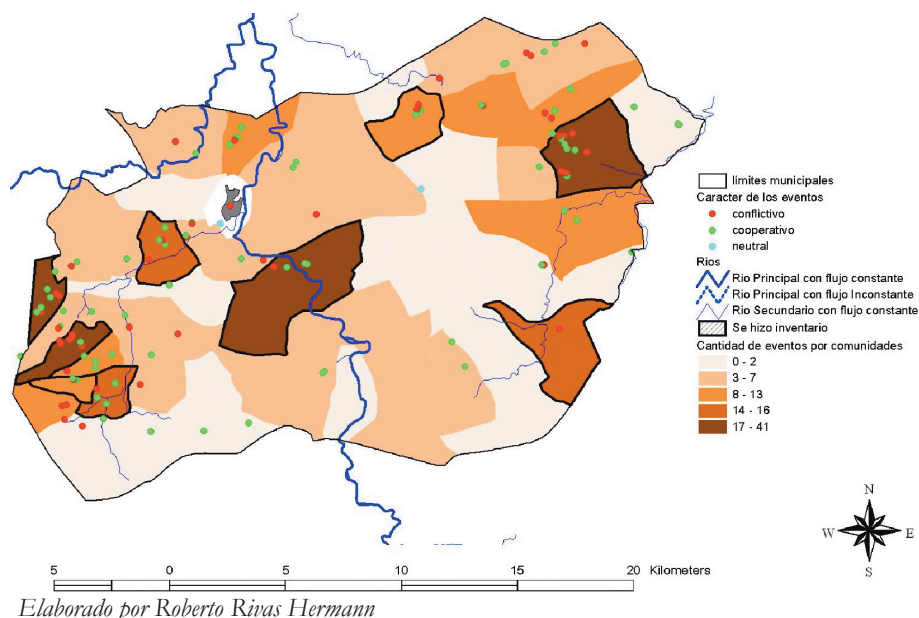 límites municipales
Caracter de los eventos
conflictivo
cooperativo
neutral
Ríos
Rio Principal con flujo constante
Rio Principal con flujo Inconstante
Rio Secundario con flujo constante
Se hizo inventario
Cantidad de eventos por comunidades
0 - 2
3 - 7
8 - 13
14 - 16
17 - 41
N
W E
S
5 0 5 10 15 20 Kilometers
Elaborado por Roberto Rivas Hermann